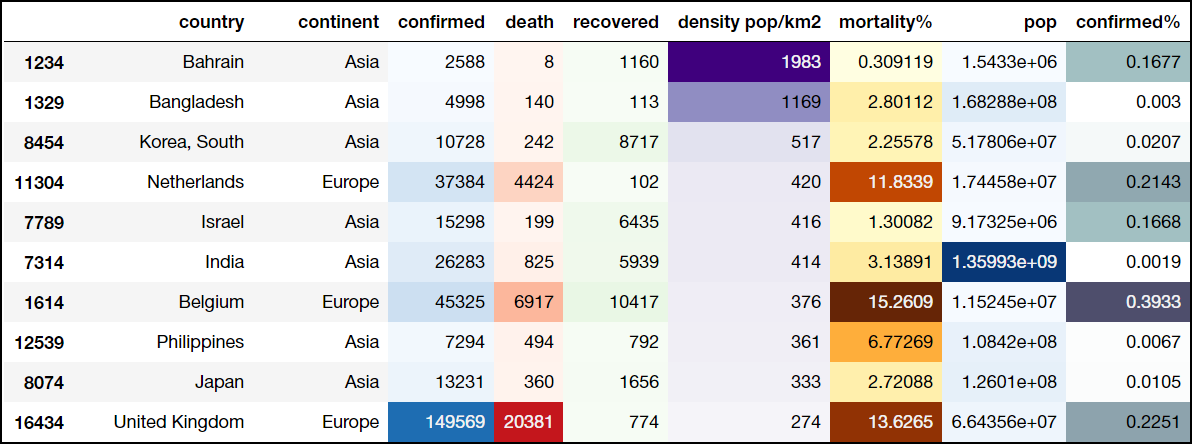 country continent confirmed death recovered density pop/km2 mortality% pop confirmed%
1234 Bahrain Asia 2588 8 1160 1983 0.309119 1.5433e+06 0.1677
1329 Bangladesh Asia 4998 140 113 1169 2.80112 1.68288e+08 0.003
8454 Korea, South Asia 10728 242 8717 517 2.25578 5.17806e+07 0.0207
11304 Netherlands Europe 37384 4424 102 420 11.8339 1.74458e+07 0.2143
7789 Israel Asia 15298 199 6435 416 1.30082 9.17325e+06 0.1668
7314 India Asia 26283 825 5939 414 3.13891 1.35993e+09 0.0019
1614 Belgium Europe 45325 6917 10417 376 15.2609 1.15245e+07 0.3933
12539 Philippines Asia 7294 494 792 361 6.77269 1.0842e+08 0.0067
8074 Japan Asia 13231 360 1656 333 2.72088 1.2601e+08 0.0105
16434 United Kingdom Europe 149569 20381 774 274 13.6265 6.64356e+07 0.2251